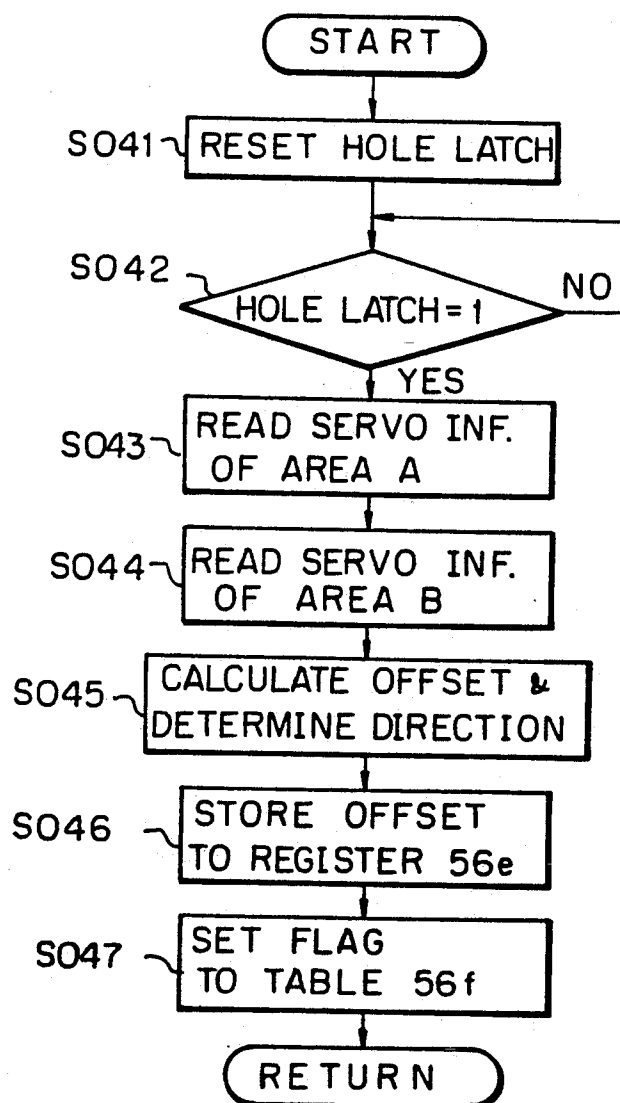 START
S041
RESET HOLE LATCH
S042
HOLE LATCH=1
NO
YES
S043
READ SERVO INF.
OF AREA A
S044
READ SERVO INF.
OF AREA B
S045
CALCULATE OFFSET &
DETERMINE DIRECTION
S046
STORE OFFSET
TO REGISTER 56e
S047
SET FLAG
TO TABLE 56f
RETURN